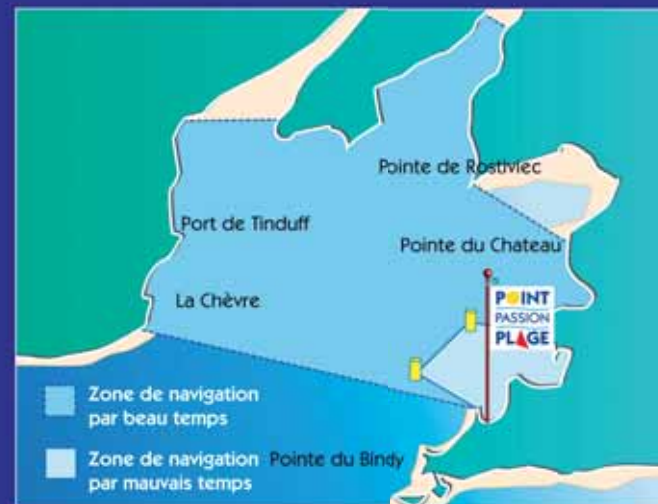 Pointe de Rostiviec
Port de Tinduff
Pointe du Chateau
La Chèvre
POINT
PASSION
PLAGE
Zone de navigation
par beau temps
Zone de navigation
par mauvais temps
Pointe du Bindy